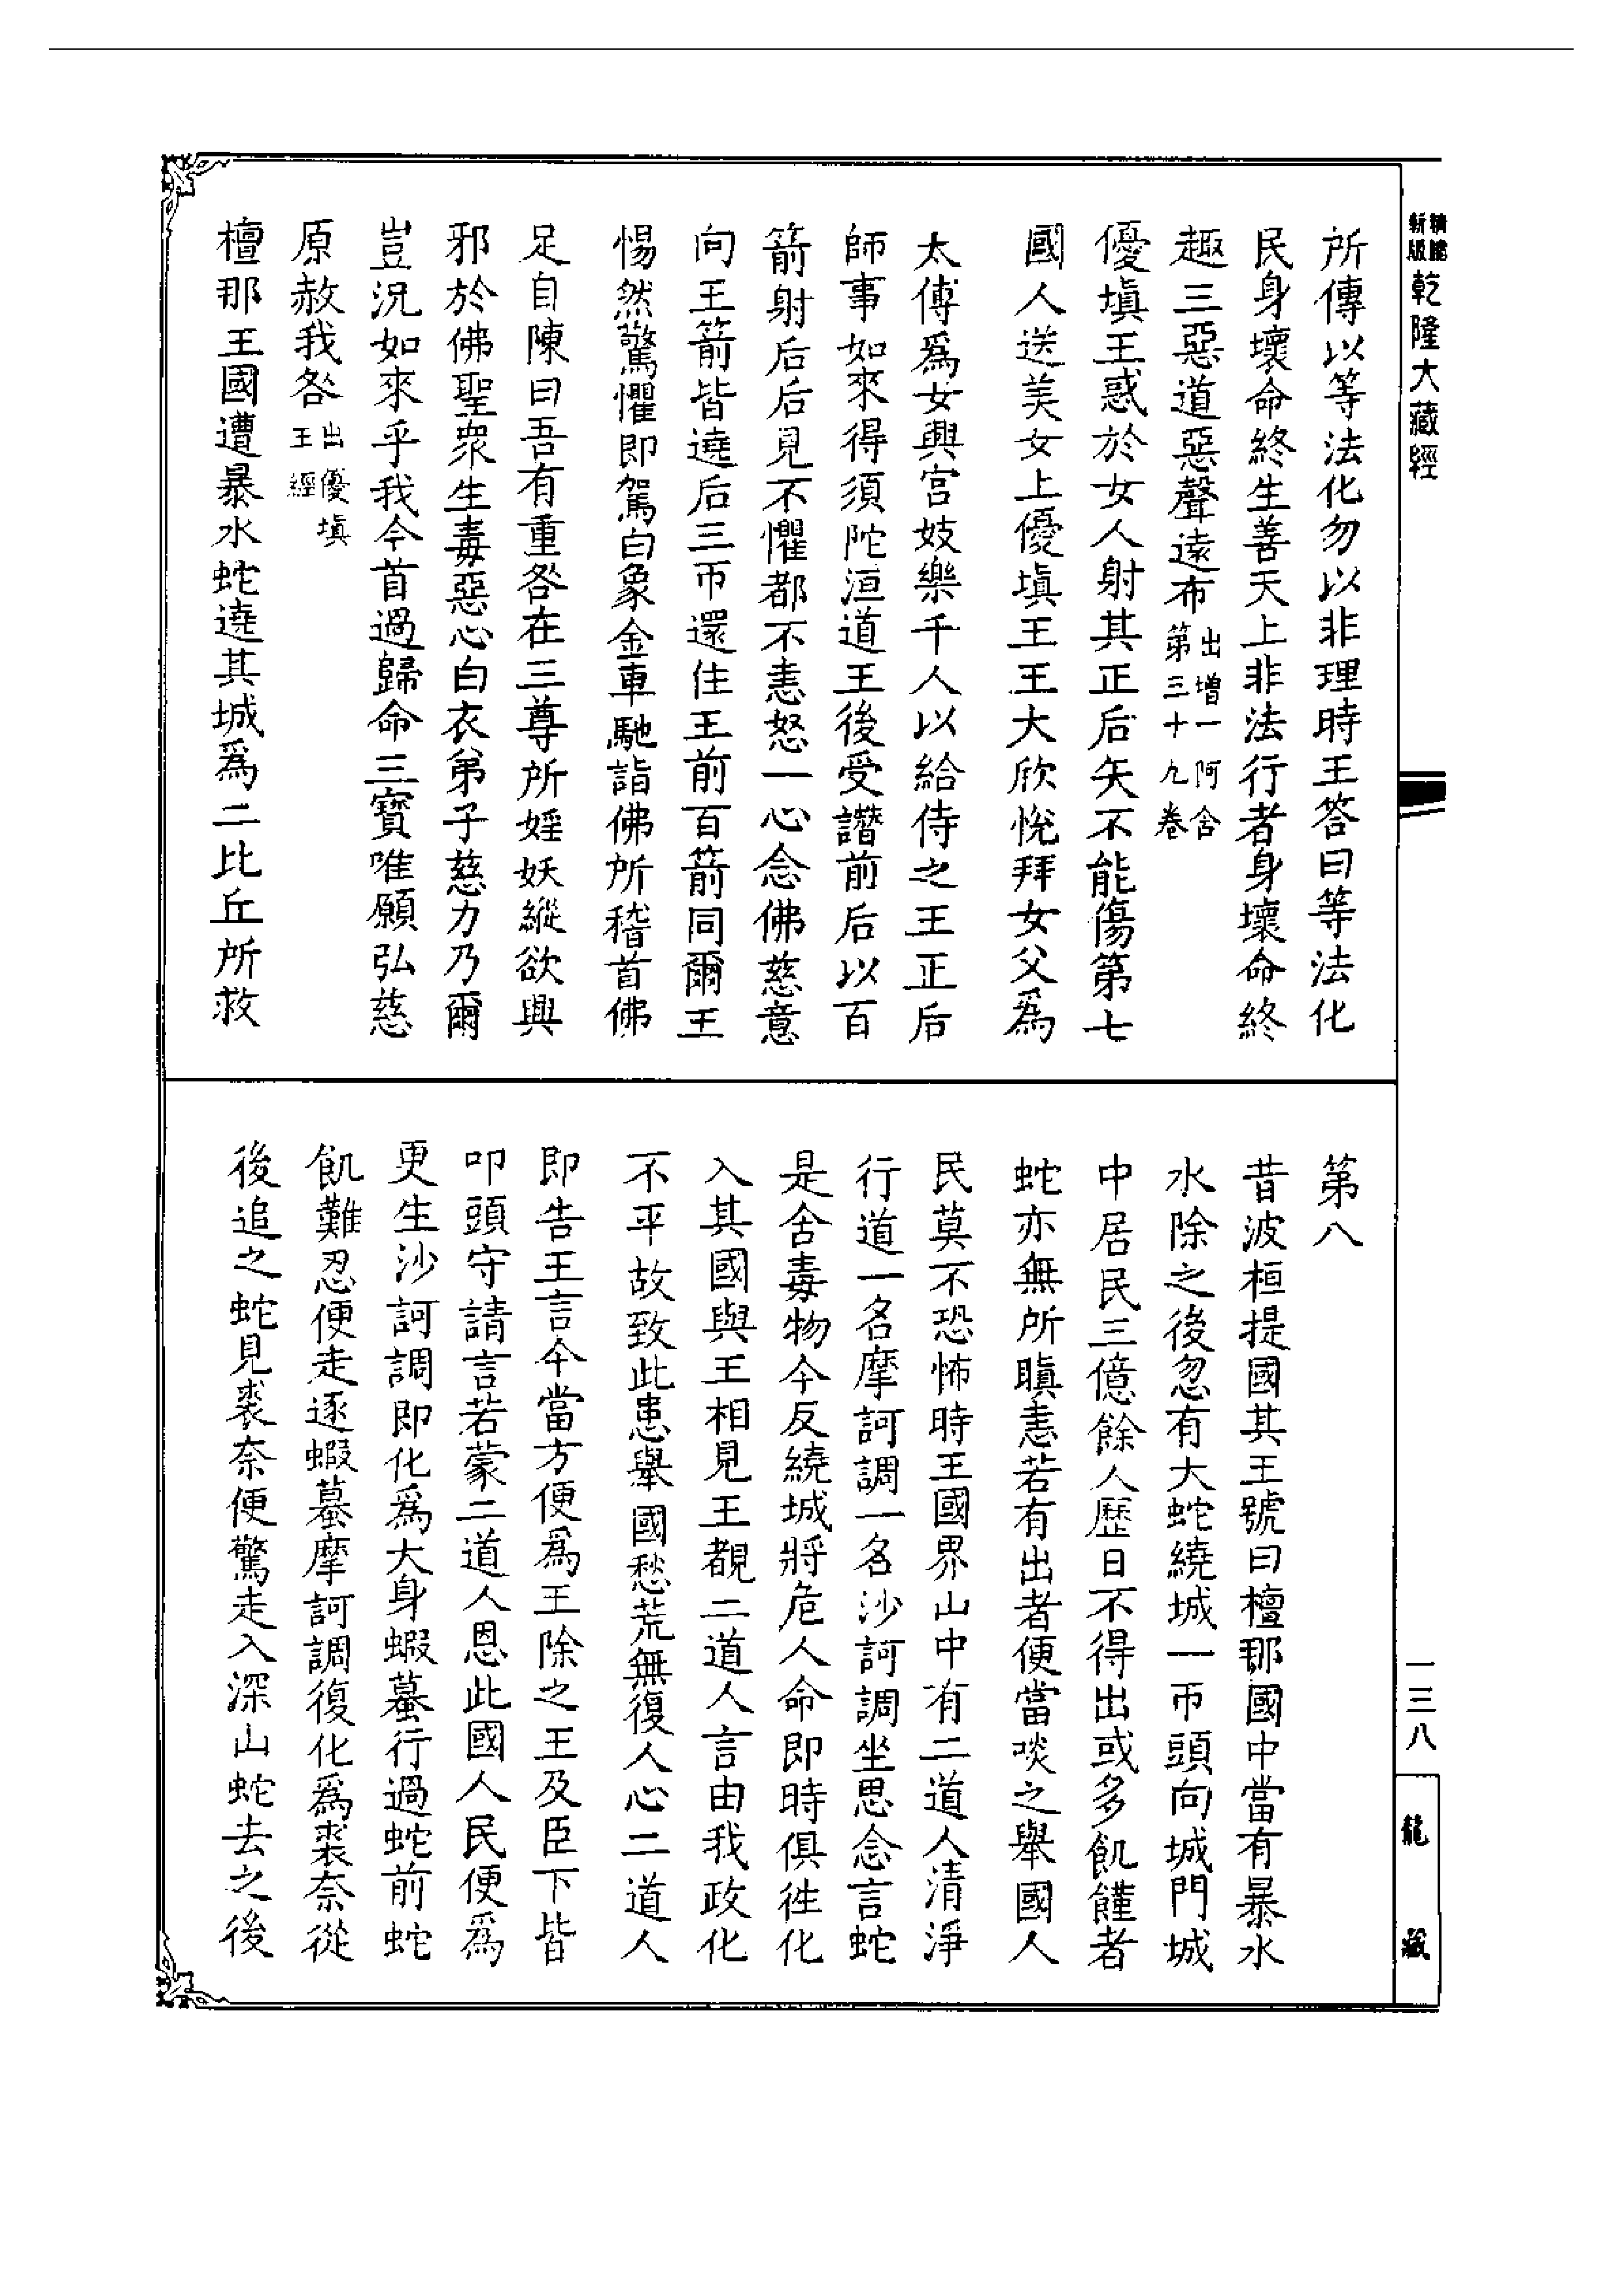 精縮
新版
乾隆大藏經
所傳以等法化勿以非理時王答曰等法化
民身壞命終生善天上非法行者身壞命終
趣三惡道惡聲遠布出增一阿含第三十九卷
優填王惑於女人射其正后矢不能傷第七
國人送美女上優填王王大欣悅拜女父爲
太傅爲女興宮妓樂千人以給侍之王正后
師事如來得須陀洹道王後受譖前后以百
箭射后后見不懼都不恚怒一心念佛慈意
向王箭皆遶后三帀還住王前百箭同爾王
惕然驚懼即駕白象金車馳詣佛所稽首佛
足自陳曰吾有重咎在三尊所婬妖縱欲興
邪於佛聖衆生毒惡心白衣弟子慈力乃爾
豈況如來乎我今首過歸命三寶唯願弘慈
原赦我咎出優填王經
檀那王國遭暴水蛇遶其城爲二比丘所救
第八
昔波桓提國其王號曰檀那國中當有暴水
水除之後忽有大蛇繞城一帀頭向城門城
中居民三億餘人歷日不得出或多飢饉者
蛇亦無所瞋恚若有出者便當啖之舉國人
民莫不恐怖時王國界山中有二道人清淨
行道一名摩訶調一名沙訶調坐思念言蛇
是含毒物今反繞城將危人命即時俱徃化
入其國與王相見王覩二道人言由我政化
不平故致此患舉國愁荒無復人心二道人
即告王言今當方便爲王除之王及臣下皆
叩頭守請言若蒙二道人恩此國人民便爲
更生沙訶調即化爲大身蝦蟇行過蛇前蛇
飢難忍便走逐蝦蟇摩訶調復化爲裘奈從
後追之蛇見裘奈便驚走入深山蛇去之後
一三八
龍藏